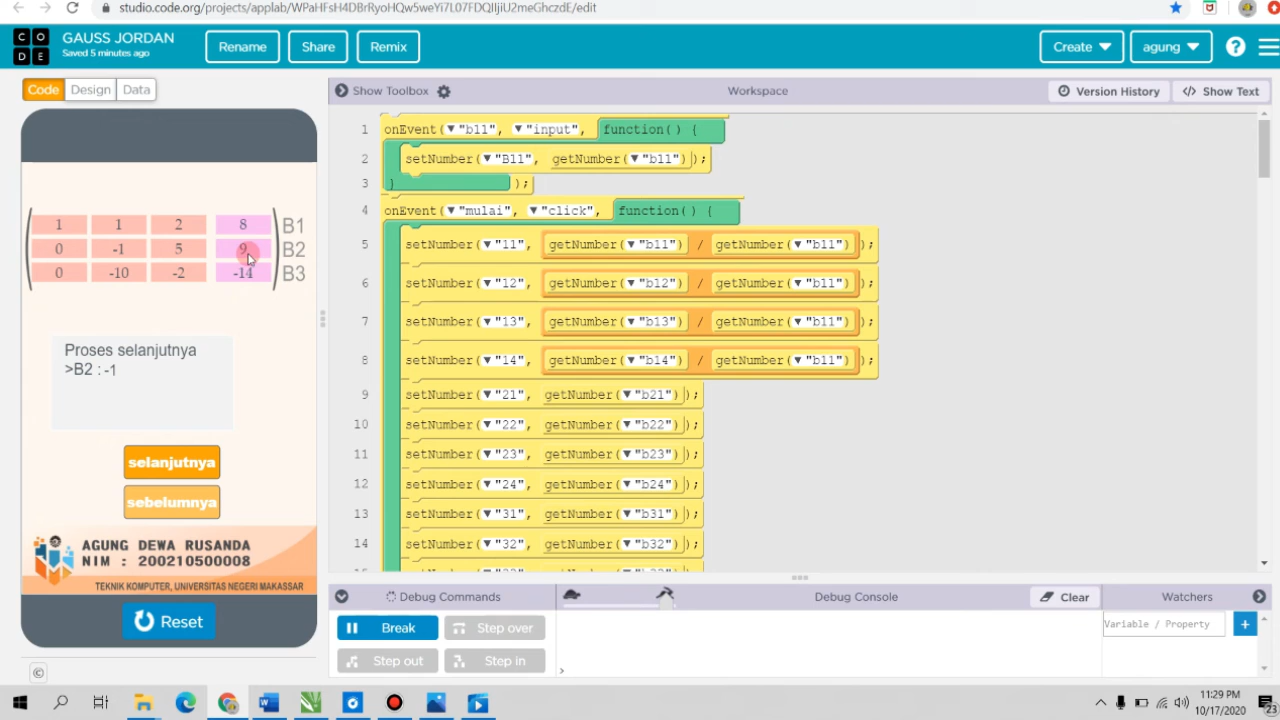 studio.code.org/projects/applab/WPaHFsH4DBrRyoHQw5weYi7L07FDQIljiU2meGhczdE/edit
C O D E
GAUSS JORDAN
Saved 5 minutes ago
Rename
Share
Remix
Create
agung
?
Code
Design
Data
Show Toolbox
Workspace
Version History
</> Show Text
1 1 2 8 B1
0 -1 5 9 B2
0 -10 -2 -14 B3
Proses selanjutnya
>B2 : -1
selanjutnya
sebelumnya
AGUNG DEWA RUSANDA
NIM : 200210500008
TEKNIK KOMPUTER, UNIVERSITAS NEGERI MAKASSAR
Reset
©
1 onEvent(▼"b11", ▼"input", function() {
2 setNumber(▼"B11", getNumber(▼"b11"));
3 } );
4 onEvent(▼"mulai", ▼"click", function() {
5 setNumber(▼"11", getNumber(▼"b11") / getNumber(▼"b11"));
6 setNumber(▼"12", getNumber(▼"b12") / getNumber(▼"b11"));
7 setNumber(▼"13", getNumber(▼"b13") / getNumber(▼"b11"));
8 setNumber(▼"14", getNumber(▼"b14") / getNumber(▼"b11"));
9 setNumber(▼"21", getNumber(▼"b21"));
10 setNumber(▼"22", getNumber(▼"b22"));
11 setNumber(▼"23", getNumber(▼"b23"));
12 setNumber(▼"24", getNumber(▼"b24"));
13 setNumber(▼"31", getNumber(▼"b31"));
14 setNumber(▼"32", getNumber(▼"b32"));
Debug Commands
Debug Console
Clear
Watchers
Break
Step over
Step out
Step in
Variable / Property
+
>
11:29 PM
10/17/2020
23